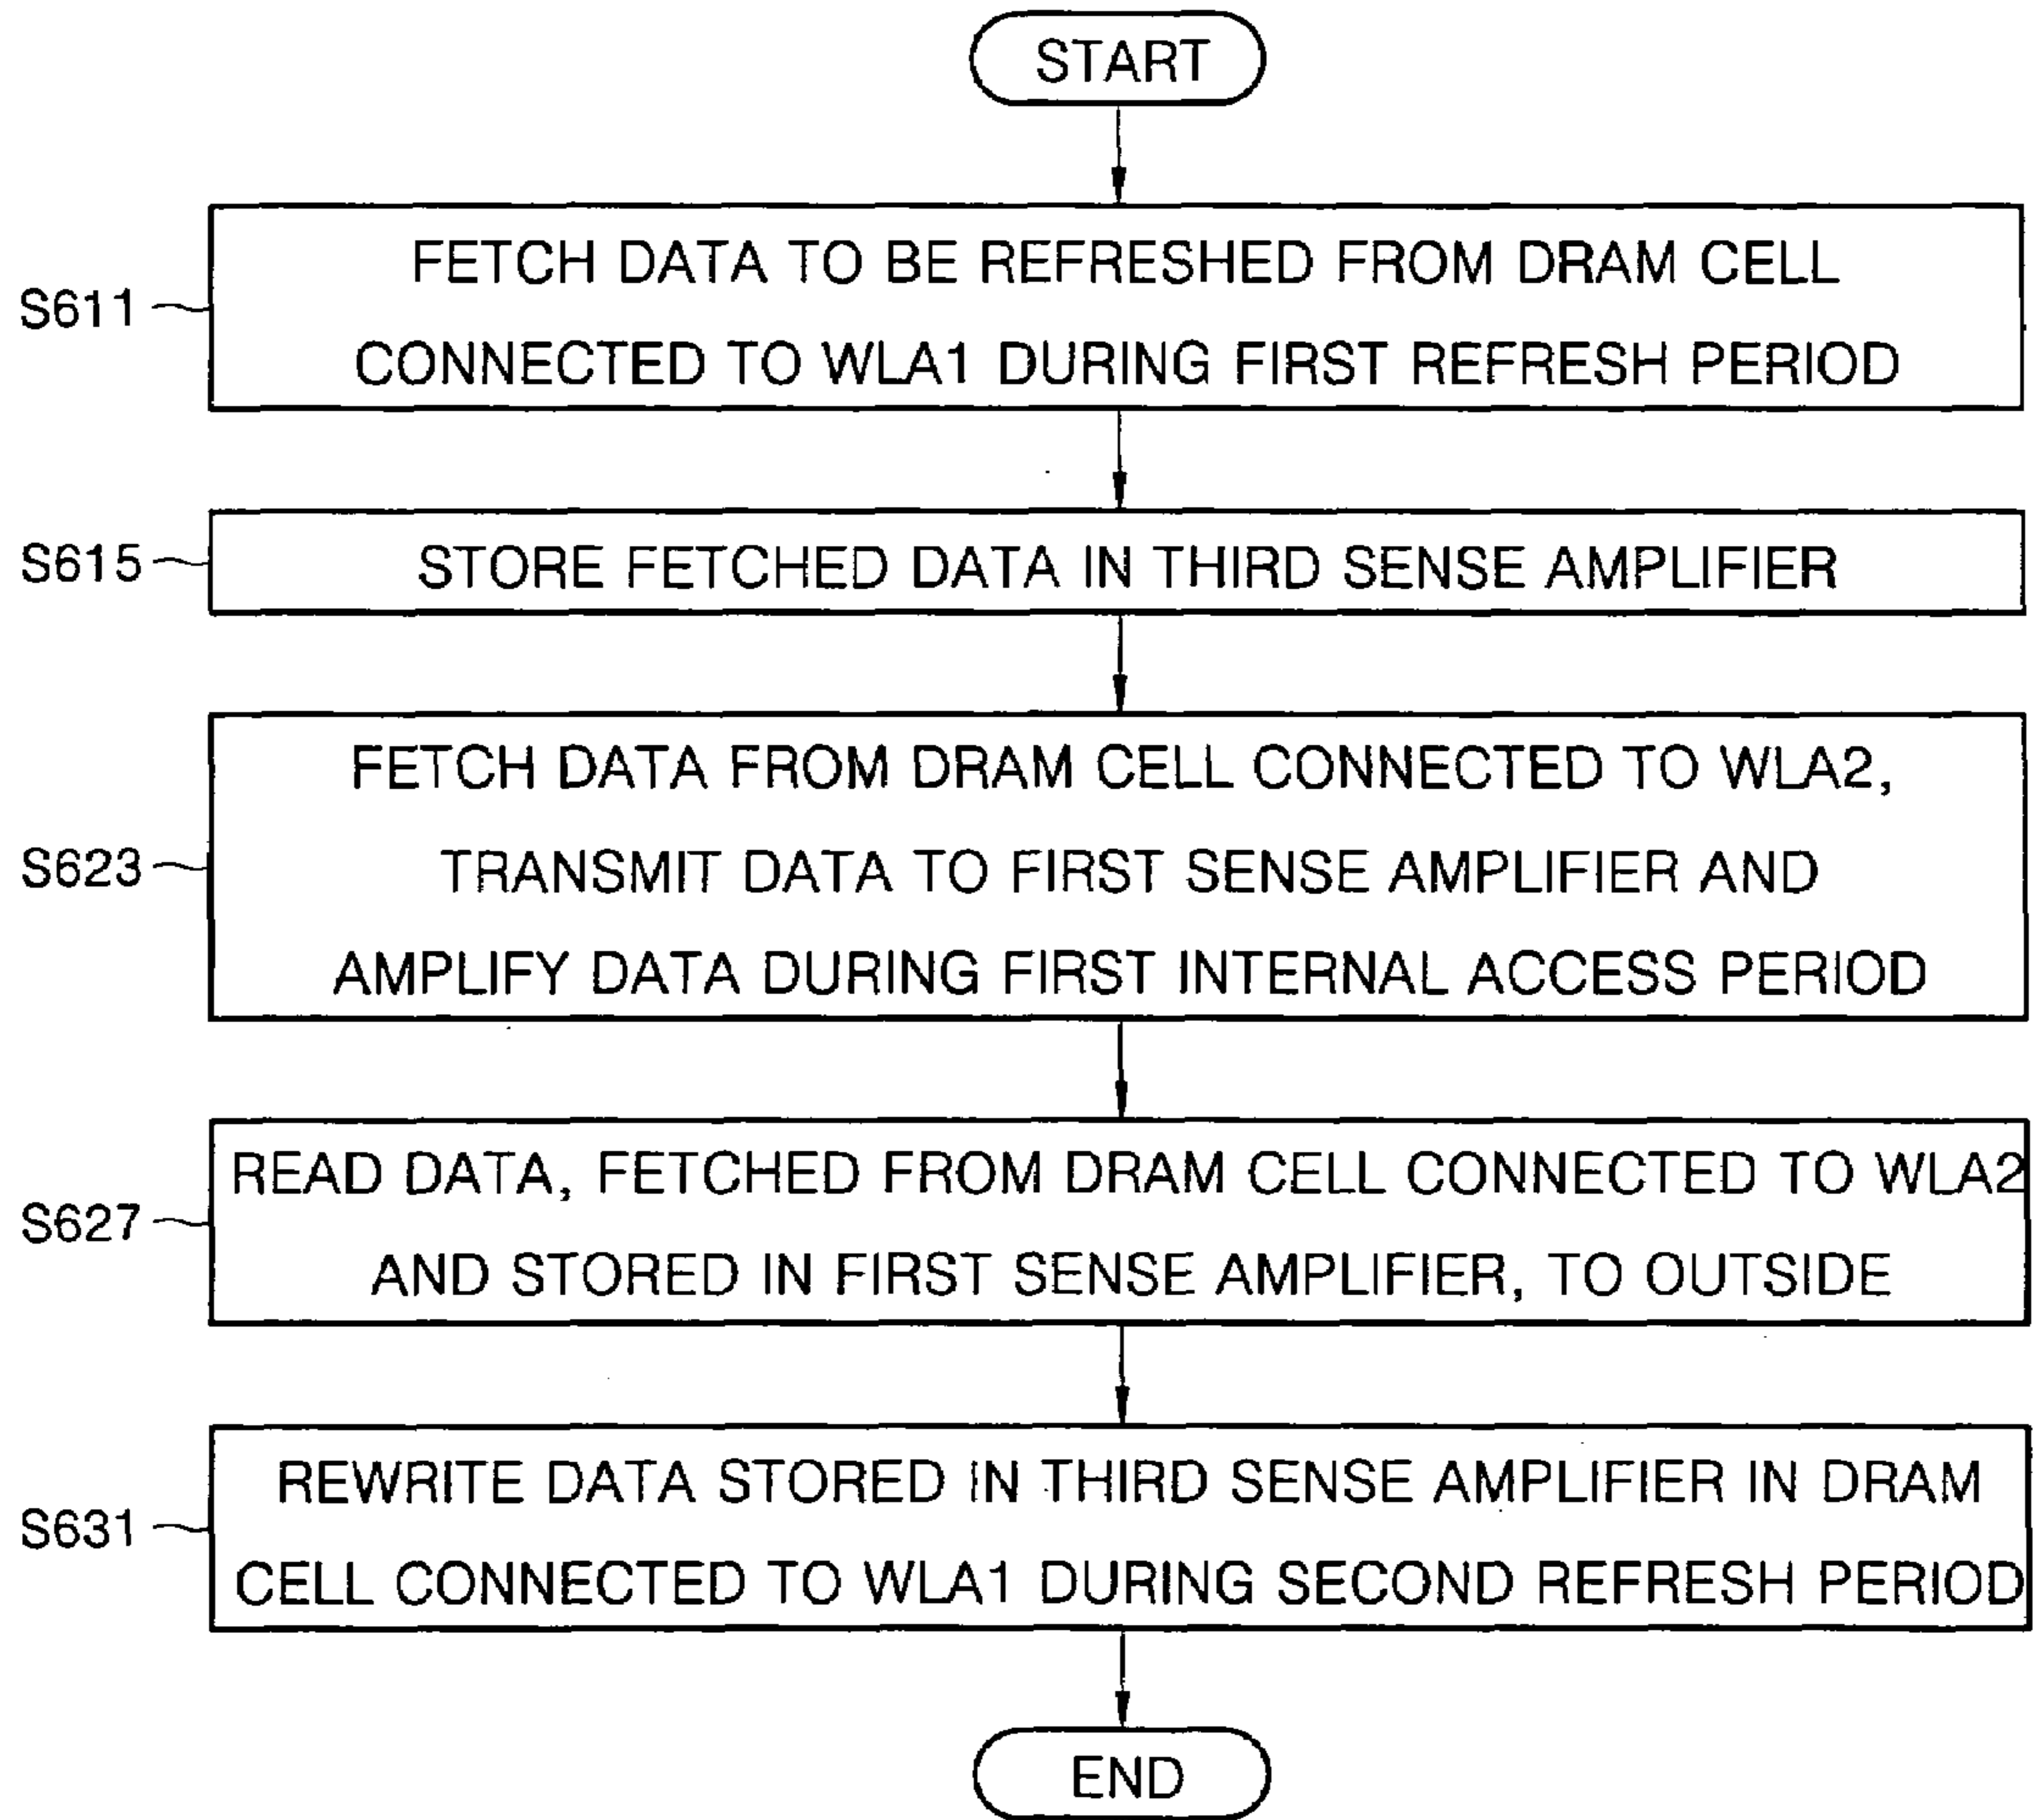 START
S611
FETCH DATA TO BE REFRESHED FROM DRAM CELL
CONNECTED TO WLA1 DURING FIRST REFRESH PERIOD
S615
STORE FETCHED DATA IN THIRD SENSE AMPLIFIER
S623
FETCH DATA FROM DRAM CELL CONNECTED TO WLA2,
TRANSMIT DATA TO FIRST SENSE AMPLIFIER AND
AMPLIFY DATA DURING FIRST INTERNAL ACCESS PERIOD
S627
READ DATA, FETCHED FROM DRAM CELL CONNECTED TO WLA2
AND STORED IN FIRST SENSE AMPLIFIER, TO OUTSIDE
S631
REWRITE DATA STORED IN THIRD SENSE AMPLIFIER IN DRAM
CELL CONNECTED TO WLA1 DURING SECOND REFRESH PERIOD
END